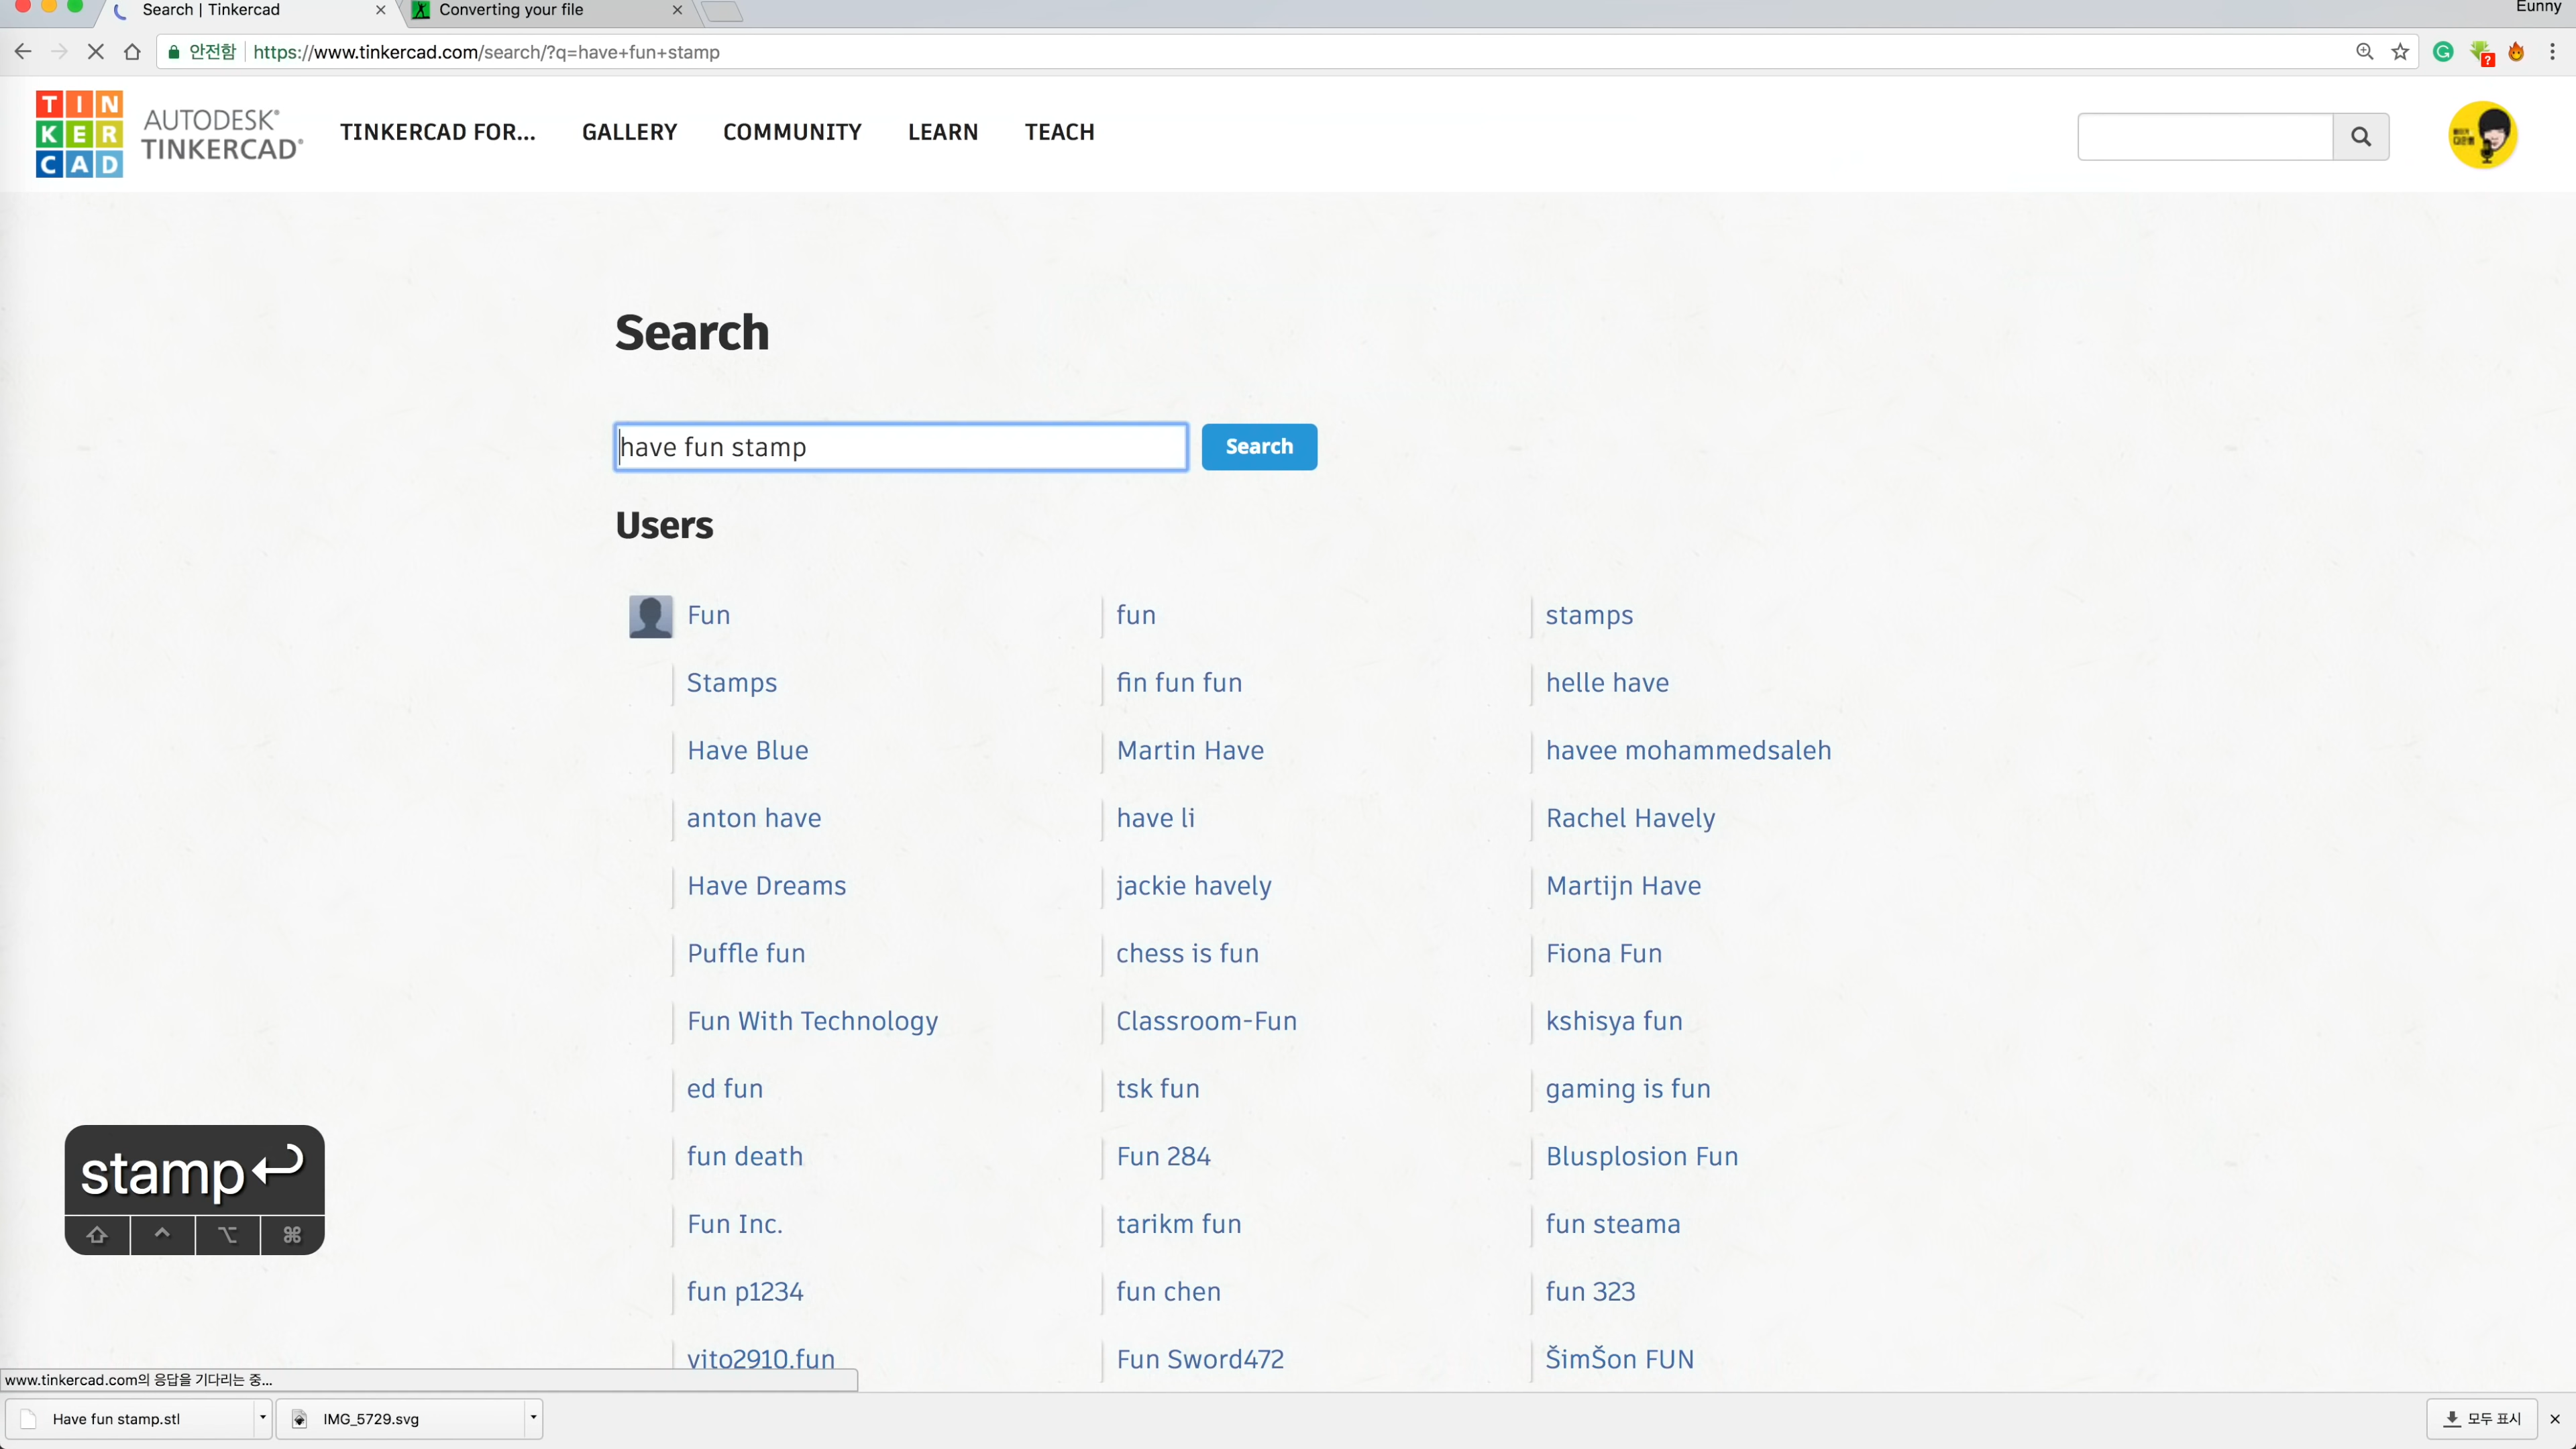 Eunny
Search | Tinkercad
Converting your file
안전함
https://www.tinkercad.com/search/?q=have+fun+stamp
TIN
KER
CAD
AUTODESK®
TINKERCAD®
TINKERCAD FOR...
GALLERY
COMMUNITY
LEARN
TEACH
Search
have fun stamp
Search
Users
Fun
fun
stamps
Stamps
fin fun fun
helle have
Have Blue
Martin Have
havee mohammedsaleh
anton have
have li
Rachel Havely
Have Dreams
jackie havely
Martijn Have
Puffle fun
chess is fun
Fiona Fun
Fun With Technology
Classroom-Fun
kshisya fun
ed fun
tsk fun
gaming is fun
fun death
Fun 284
Blusplosion Fun
Fun Inc.
tarikm fun
fun steama
fun p1234
fun chen
fun 323
vito2910.fun
Fun Sword472
ŠimŠon FUN
stamp
www.tinkercad.com의 응답을 기다리는 중...
Have fun stamp.stl
IMG_5729.svg
모두 표시